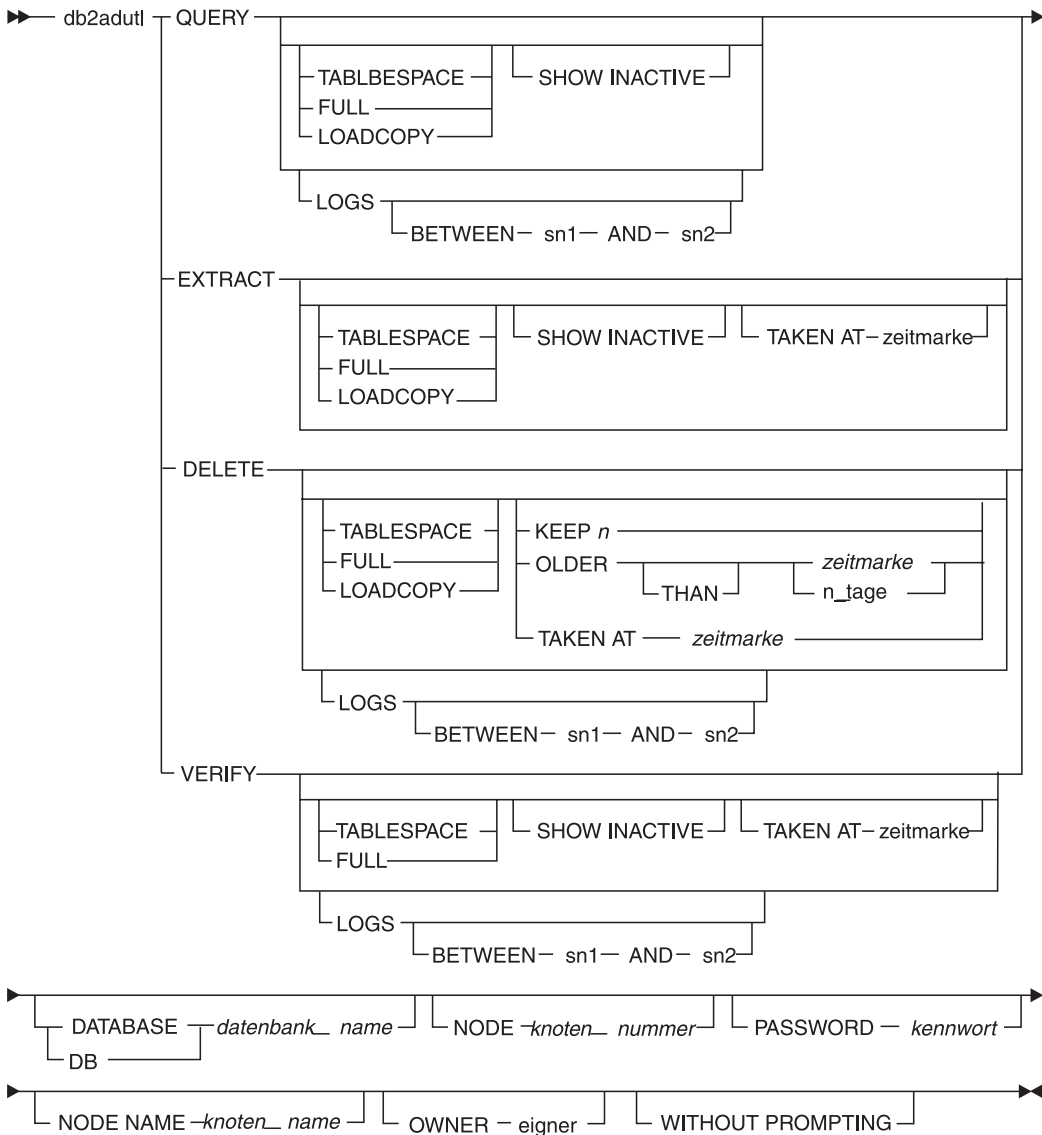 db2adutl QUERY
TABLBESPACE SHOW INACTIVE
FULL
LOADCOPY
LOGS
BETWEEN sn1 AND sn2
EXTRACT
TABLESPACE SHOW INACTIVE TAKEN AT zeitmarke
FULL
LOADCOPY
DELETE
TABLESPACE KEEP n
FULL OLDER zeitmarke
LOADCOPY THAN n_tage
TAKEN AT zeitmarke
LOGS
BETWEEN sn1 AND sn2
VERIFY
TABLESPACE SHOW INACTIVE TAKEN AT zeitmarke
FULL
LOGS
BETWEEN sn1 AND sn2
DATABASE datenbank_ name NODE knoten_ nummer PASSWORD kennwort
DB
NODE NAME knoten_ name OWNER eigner WITHOUT PROMPTING